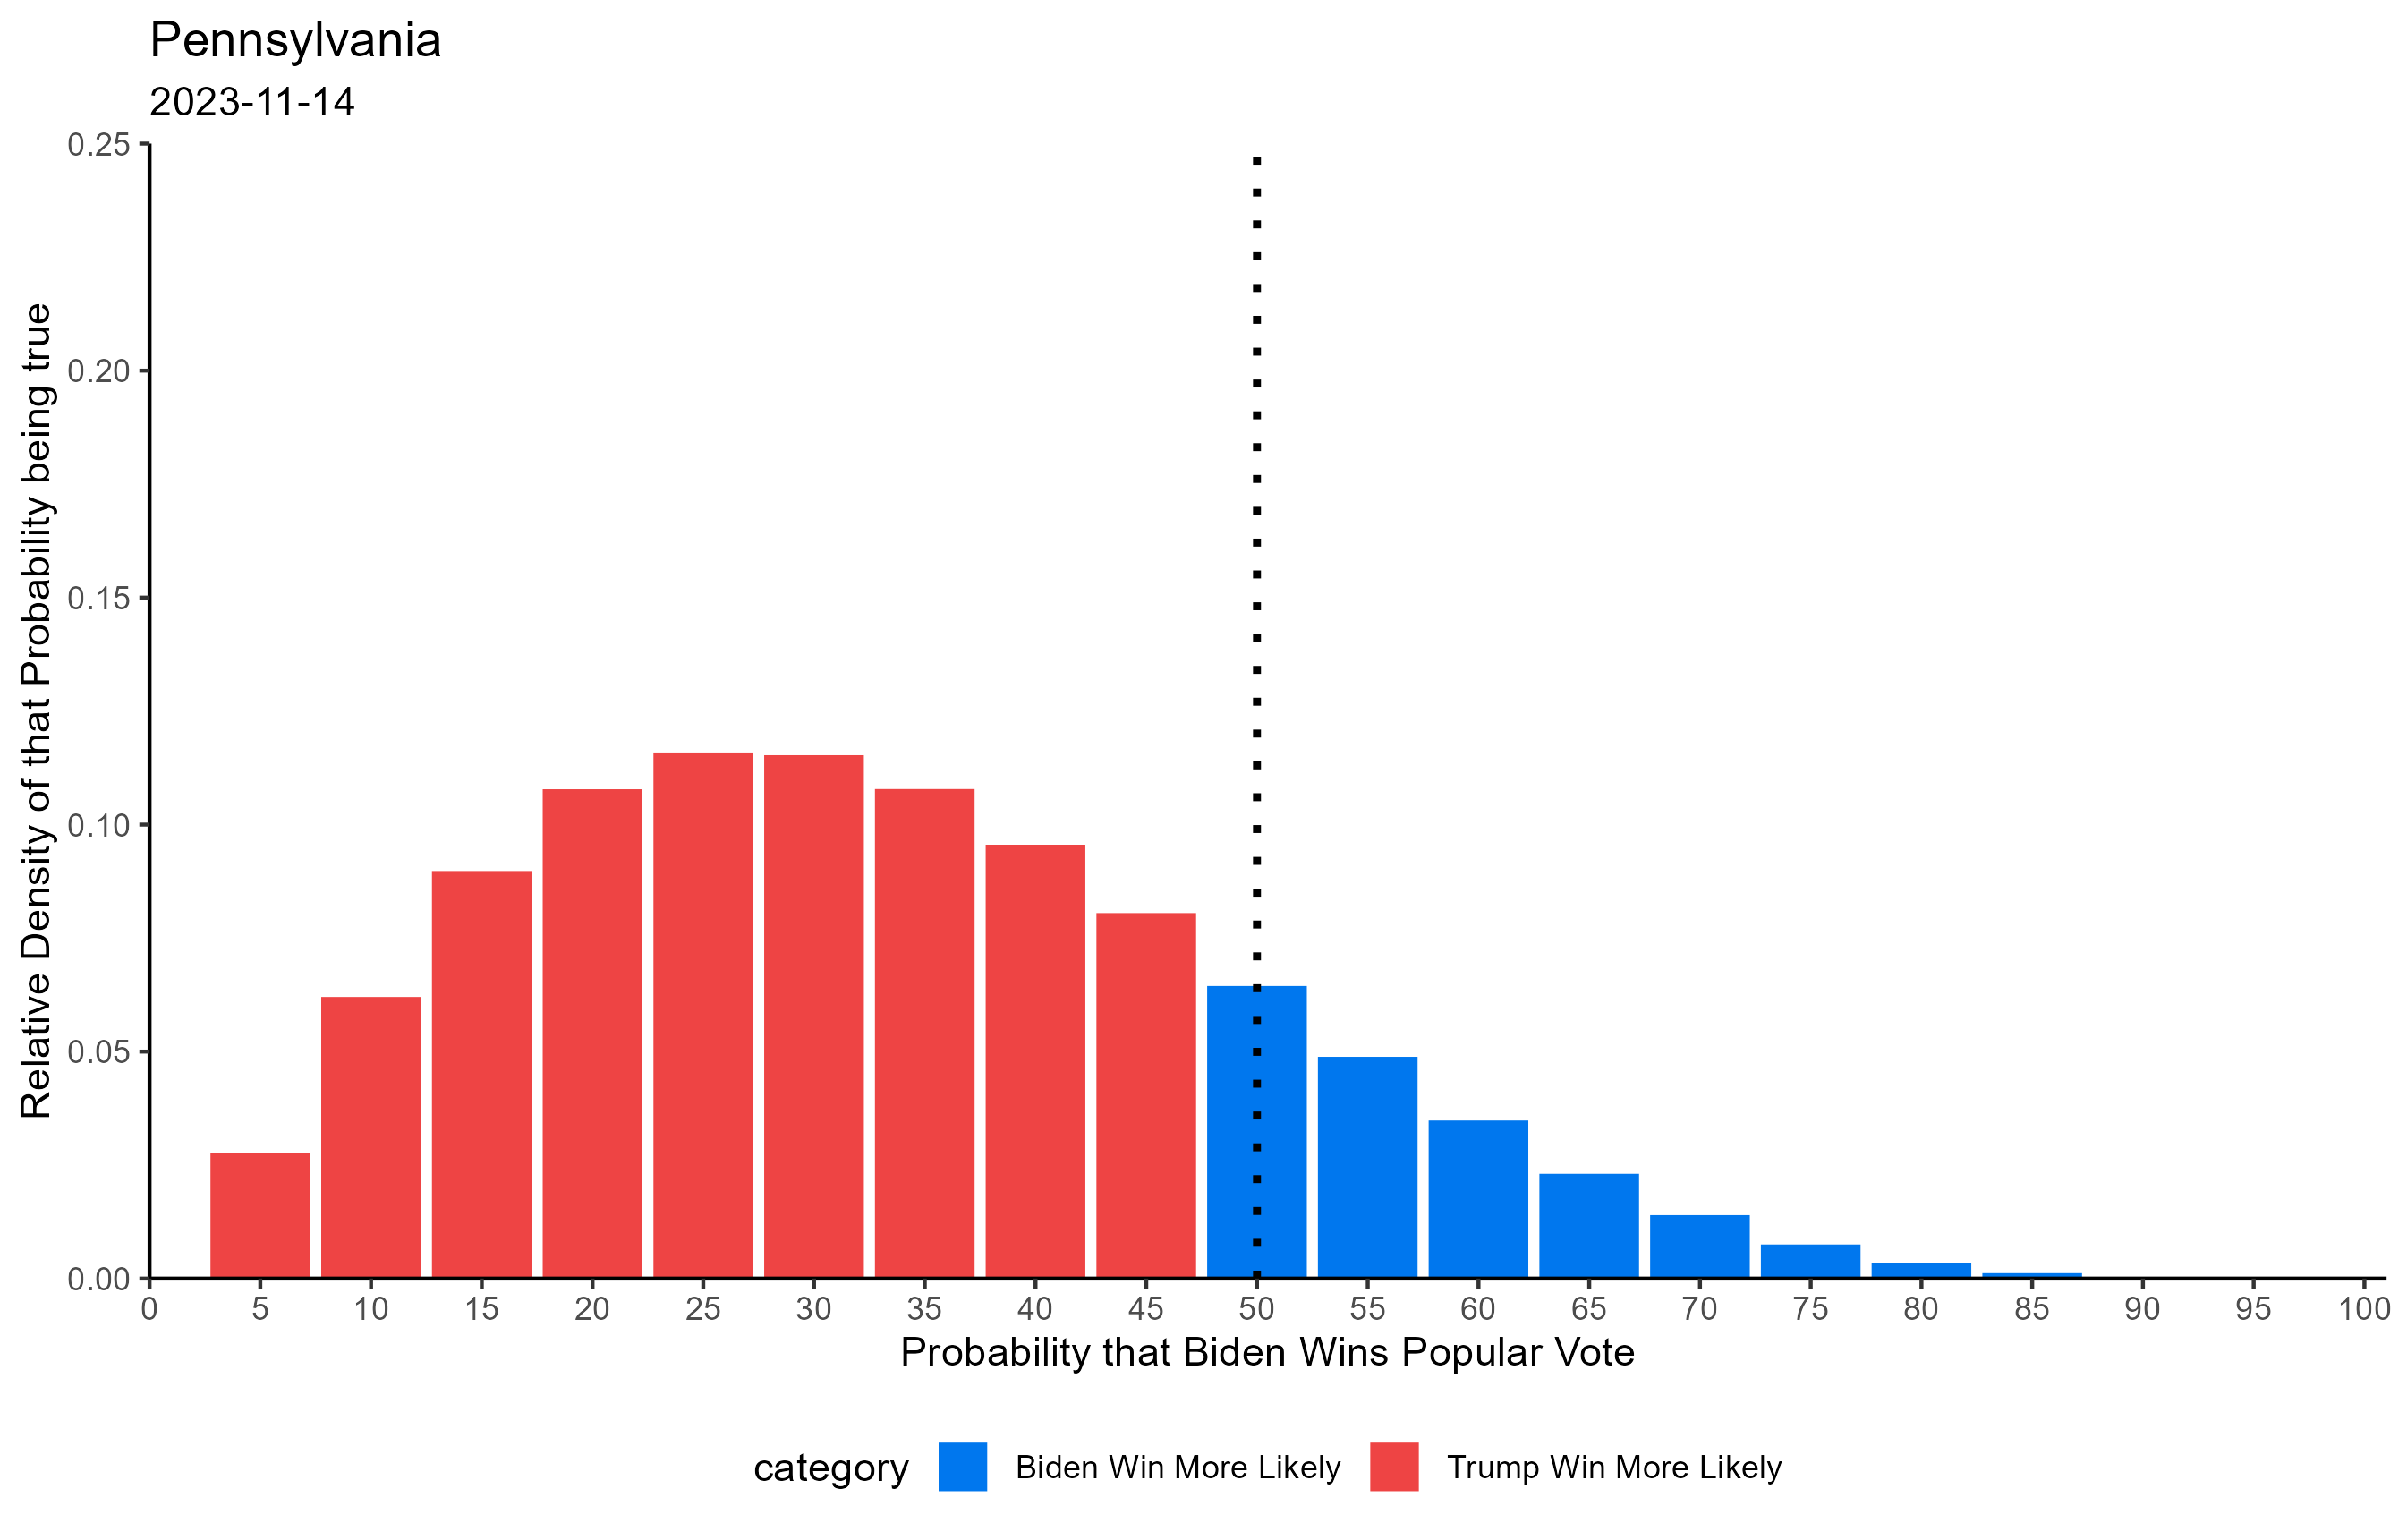 Pennsylvania
2023-11-14
Relative Density of that Probability being true
0.25
0.20
0.15
0.10
0.05
0.00
0 5 10 15 20 25 30 35 40 45 50 55 60 65 70 75 80 85 90 95 100
Probability that Biden Wins Popular Vote
category Biden Win More Likely Trump Win More Likely